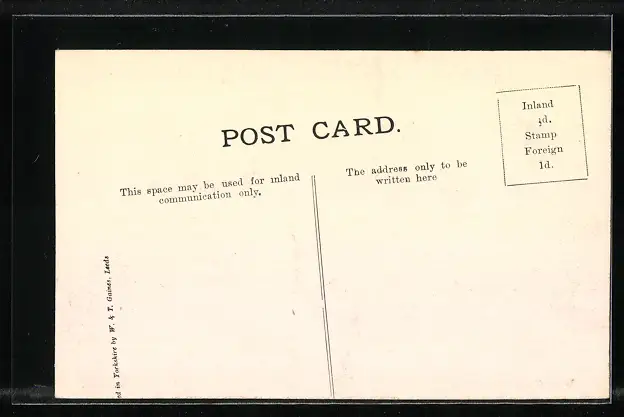 POST CARD.
Inland
½d.
Stamp
Foreign
1d.
This space may be used for inland
communication only.
The address only to be
written here
ed in Yorkshire by W. & T. Gaines, Leeds